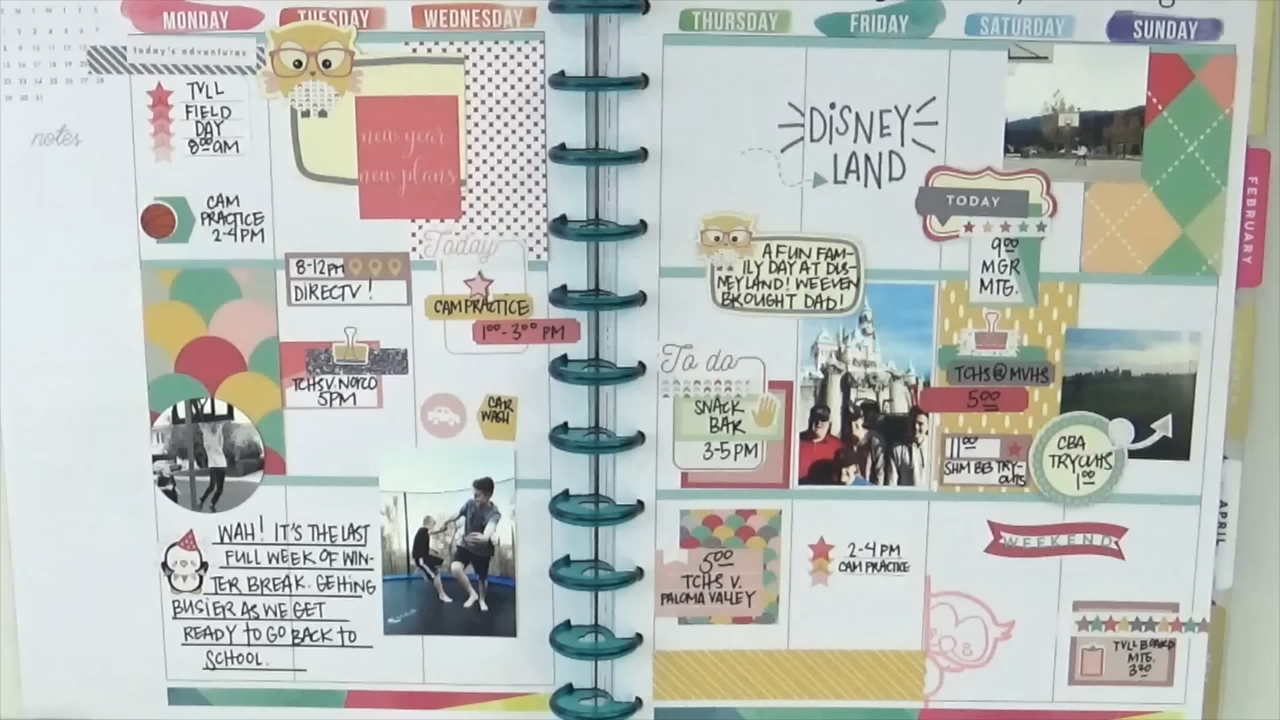 MONDAY
TUESDAY
WEDNESDAY
THURSDAY
FRIDAY
SATURDAY
SUNDAY
today's adventures
notes
TVLL
FIELD
DAY
8:00AM
CAM
PRACTICE
2-4PM
new year
new plans
8-12PM
DIRECTV!
TCHS V. NORCO
5PM
Today
CAM PRACTICE
1:00-3:00 PM
CAR
WASH
WAH! IT'S THE LAST
FULL WEEK OF WIN-
TER BREAK. GETTING
BUSIER AS WE GET
READY TO GO BACK TO
SCHOOL.
DISNEY
LAND
A FUN FAM-
ILY DAY AT DIS-
NEYLAND! WE EVEN
BROUGHT DAD!
To do
SNACK
BAR
3-5 PM
5:00
TCHS V.
PALOMA VALLEY
2-4 PM
CAM PRACTICE
TODAY
9:00
MGR
MTG.
TCHS@MVHS
5:00
11:00
SHM BB TRY-
OUTS
CBA
TRYOUTS
1:00
WEEKEND
TVLL BOARD
MTG.
3:00
FEBRUARY
APRIL